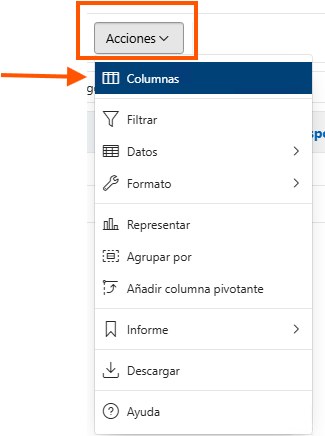 Acciones
Columnas
Filtrar
Datos
Formato
Representar
Agrupar por
Añadir columna pivotante
Informe
Descargar
Ayuda